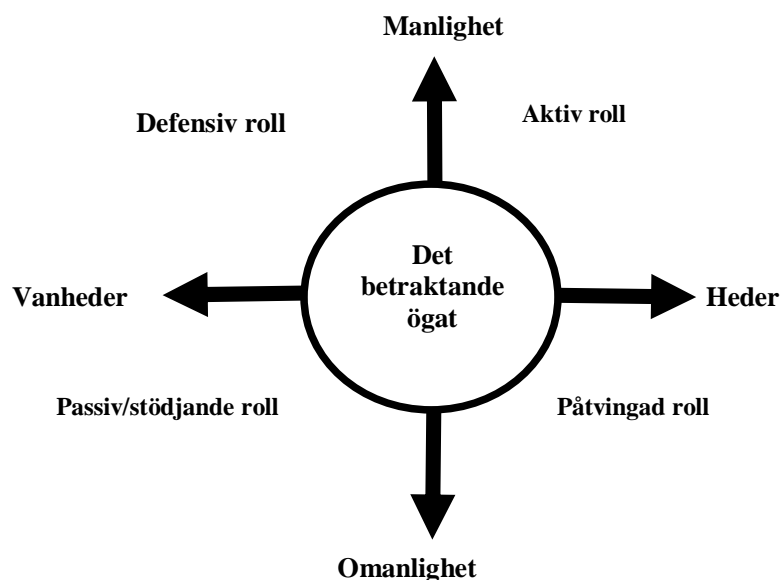 Manlighet
Defensiv roll
Aktiv roll
Det
betraktande
ögat
Vanheder
Heder
Passiv/stödjande roll
Påtvingad roll
Omanlighet